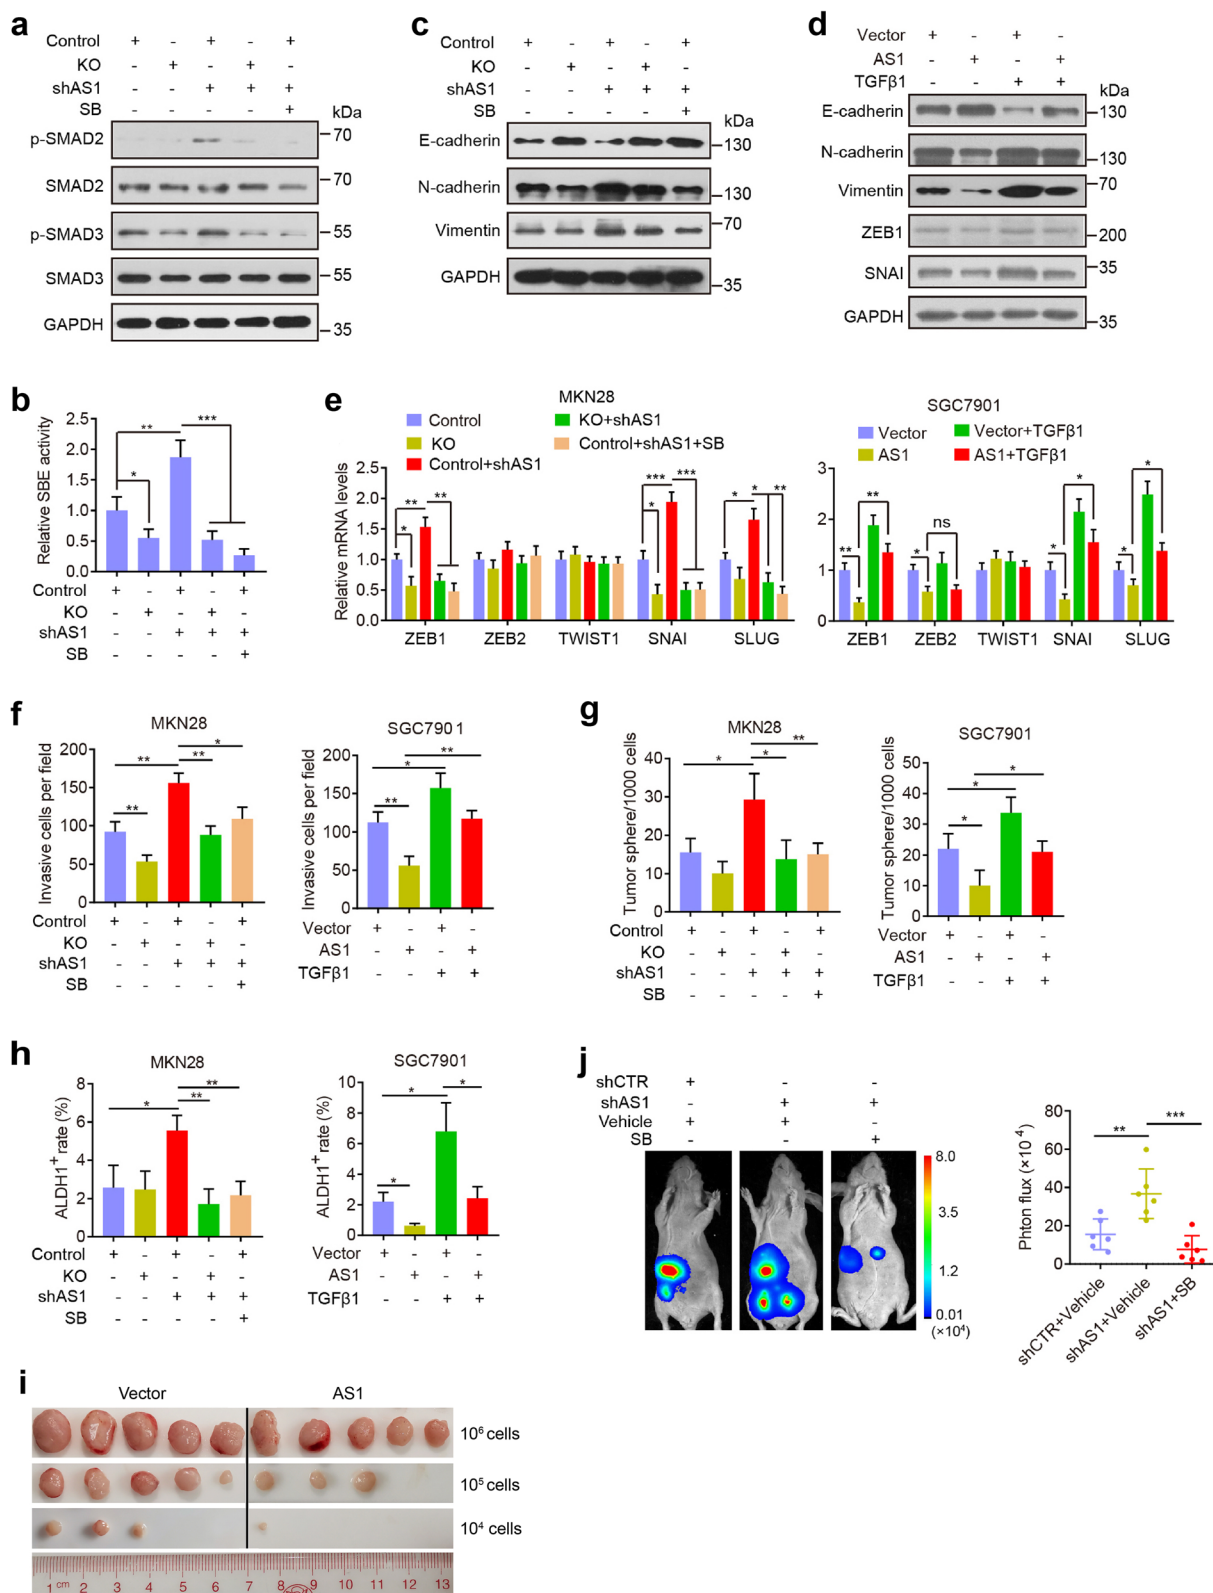 a
Control + - + - +
KO - + - + -
shAS1 - - + + +
SB - - - - + kDa
p-SMAD2 70
SMAD2 70
p-SMAD3 55
SMAD3 55
GAPDH 35
c
Control + - + - +
KO - + - + -
shAS1 - - + + +
SB - - - - + kDa
E-cadherin 130
N-cadherin 130
Vimentin 70
GAPDH 35
d
Vector + - + -
AS1 - + - +
TGFβ1 - - + +
kDa
E-cadherin 130
N-cadherin 130
Vimentin 70
ZEB1 200
SNAI 35
GAPDH 35
b
Relative SBE activity
2.5
2.0
1.5
1.0
0.5
0.0
** ***
*
Control + - + - +
KO - + - + -
shAS1 - - + + +
SB - - - - +
e
MKN28
Control
KO
Control+shAS1
KO+shAS1
Control+shAS1+SB
Relative mRNA levels
2.5
2.0
1.5
1.0
0.5
0.0
** ** * *** *** * * * **
ZEB1 ZEB2 TWIST1 SNAI SLUG
SGC7901
Vector
AS1
Vector+TGFβ1
AS1+TGFβ1
3
2
1
0
** ** * ns * * * *
ZEB1 ZEB2 TWIST1 SNAI SLUG
f
MKN28
Invasive cells per field
200
150
100
50
0
** ** ** *
Control + - + - +
KO - + - + -
shAS1 - - + + +
SB - - - - +
SGC7901
Invasive cells per field
200
150
100
50
0
** * **
Vector + - + -
AS1 - + - +
TGFβ1 - - + +
g
MKN28
Tumor sphere/1000 cells
40
30
20
10
0
* * **
Control + - + - +
KO - + - + -
shAS1 - - + + +
SB - - - - +
SGC7901
Tumor sphere/1000 cells
50
40
30
20
10
0
* * *
Vector + - + -
AS1 - + - +
TGFβ1 - - + +
h
MKN28
ALDH1+ rate (%)
8
6
4
2
0
* ** **
Control + - + - +
KO - + - + -
shAS1 - - + + +
SB - - - - +
SGC7901
ALDH1+ rate (%)
10
8
6
4
2
0
* * *
Vector + - + -
AS1 - + - +
TGFβ1 - - + +
j
shCTR + - -
shAS1 - + +
Vehicle + + -
SB - - +
8.0
3.5
1.2
0.01
(×10⁴)
Phton flux (×10⁴)
80
60
40
20
0
** ***
shCTR+Vehicle
shAS1+Vehicle
shAS1+SB
i
Vector AS1
10⁶ cells
10⁵ cells
10⁴ cells
1 cm 2 3 4 5 6 7 8 9 10 11 12 13